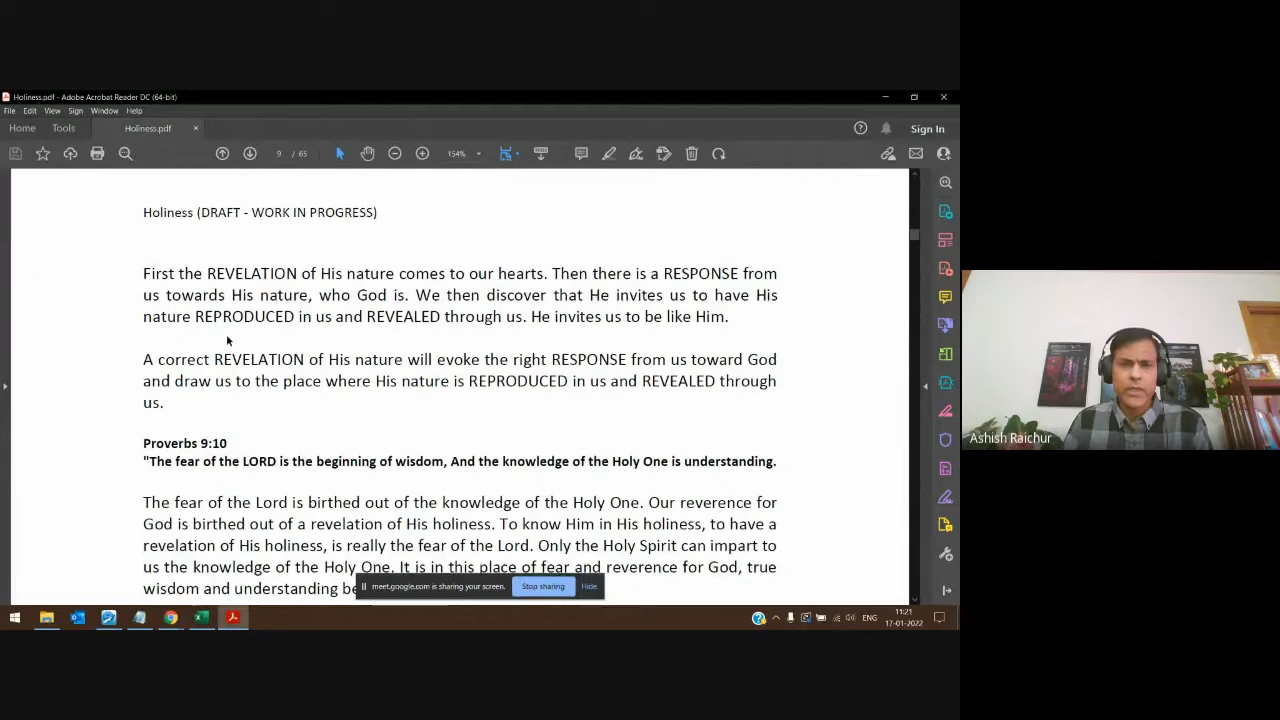 Holiness.pdf - Adobe Acrobat Reader DC (64-bit)
File Edit View Sign Window Help
Home Tools Holiness.pdf × Sign In
9 / 65 154%
Holiness (DRAFT - WORK IN PROGRESS)
First the REVELATION of His nature comes to our hearts. Then there is a RESPONSE from
us towards His nature, who God is. We then discover that He invites us to have His
nature REPRODUCED in us and REVEALED through us. He invites us to be like Him.
A correct REVELATION of His nature will evoke the right RESPONSE from us toward God
and draw us to the place where His nature is REPRODUCED in us and REVEALED through
us.
Proverbs 9:10
"The fear of the LORD is the beginning of wisdom, And the knowledge of the Holy One is understanding.
The fear of the Lord is birthed out of the knowledge of the Holy One. Our reverence for
God is birthed out of a revelation of His holiness. To know Him in His holiness, to have a
revelation of His holiness, is really the fear of the Lord. Only the Holy Spirit can impart to
us the knowledge of the Holy One. It is in this place of fear and reverence for God, true
wisdom and understanding be
meet.google.com is sharing your screen. Stop sharing Hide
ENG
11:21
17-01-2022
Ashish Raichur